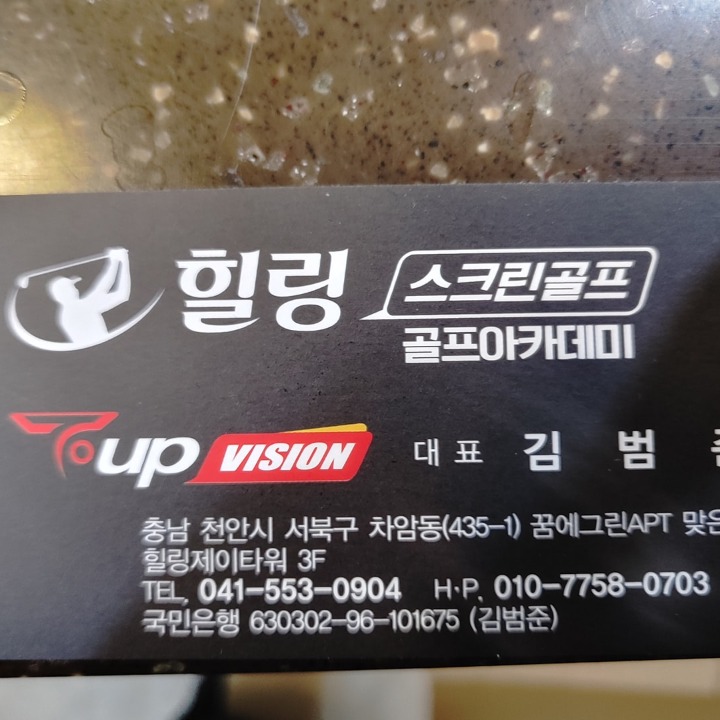 힐링 스크린골프
골프아카데미
Tup VISION 대표 김 범
충남 천안시 서북구 차암동(435-1) 꿈에그린APT 맞은
힐링제이타워 3F
TEL. 041-553-0904 H·P. 010-7758-0703
국민은행 630302-96-101675 (김범준)